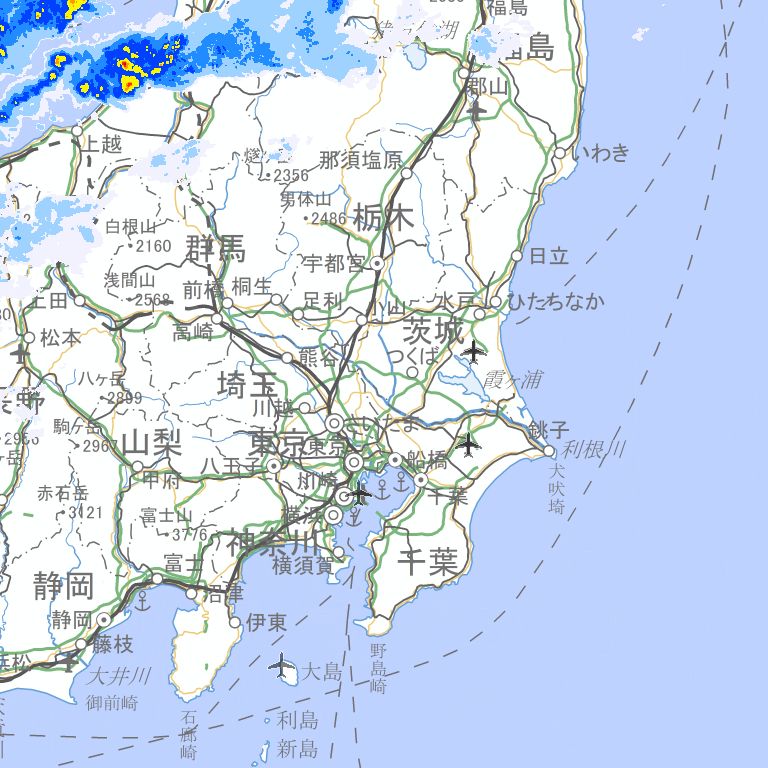 福島
郡山
上越
いわき
那須塩原
2356
男体山
2486
栃木
白根山
2160
群馬
宇都宮
日立
浅間山
2568
上田
前橋
桐生
足利
小山
水戸
ひたちなか
高崎
茨城
松本
熊谷
つくば
八ヶ岳
2899
埼玉
霞ヶ浦
川越
駒ケ岳
山梨
さいたま
銚子
東京
東京
利根川
八王子
船橋
甲府
川崎
千葉
犬吠埼
赤石岳
3121
富士山
3776
横浜
神奈川
千葉
横須賀
富士
静岡
沼津
静岡
伊東
藤枝
浜松
大井川
大島
野島崎
御前崎
石廊崎
利島
新島